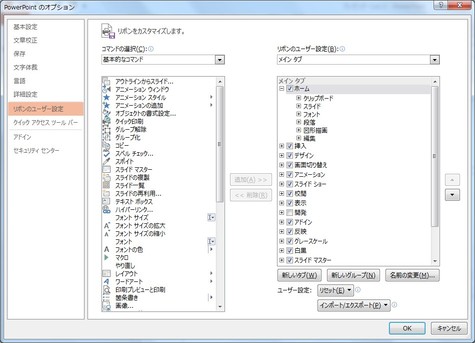 PowerPoint のオプション
基本設定
文章校正
保存
文字体裁
言語
詳細設定
リボンのユーザー設定
クイック アクセス ツール バー
アドイン
セキュリティ センター
リボンをカスタマイズします。
コマンドの選択(C):
基本的なコマンド
アウトラインからスライド...
アニメーション ウィンドウ
アニメーション スタイル
アニメーションの追加
オブジェクトの書式設定...
クイック印刷
グループ解除
グループ化
コピー
スペル チェック...
スポイト
スライド マスター
スライドの複製
スライド一覧
スライドの再利用...
テキスト ボックス
ハイパーリンク...
フォント サイズ
フォント サイズの拡大
フォント サイズの縮小
フォント
フォントの色
マクロ
やり直し
レイアウト
ワードアート
印刷プレビューと印刷
箇条書き
画像...
追加(A) >>
<< 削除(R)
リボンのユーザー設定(B):
メイン タブ
メイン タブ
ホーム
クリップボード
スライド
フォント
段落
図形描画
編集
挿入
デザイン
画面切り替え
アニメーション
スライド ショー
校閲
表示
開発
アドイン
反映
グレースケール
白黒
スライド マスター
新しいタブ(W)
新しいグループ(N)
名前の変更(M)...
ユーザー設定:
リセット(E)
インポート/エクスポート(P)
OK
キャンセル